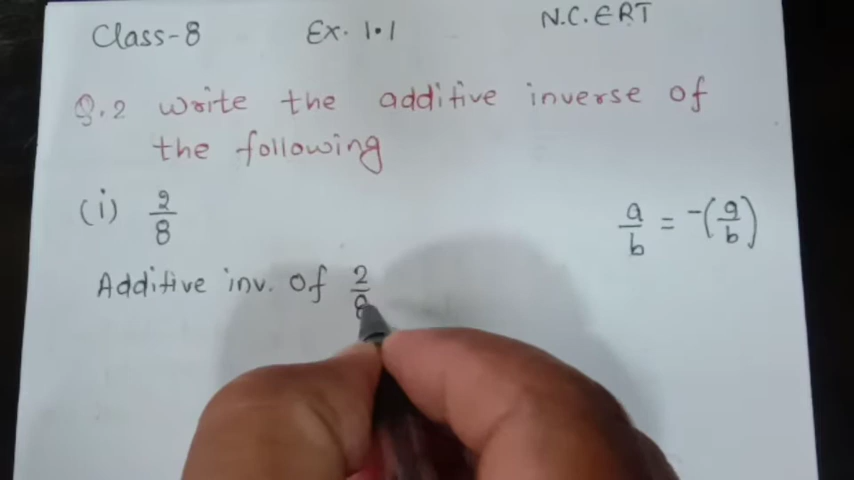 Class-8 Ex. 1.1 N.C.ERT
Q.2 write the additive inverse of
the following
(i) 2/8
a/b = -(a/b)
Additive inv. of 2/8